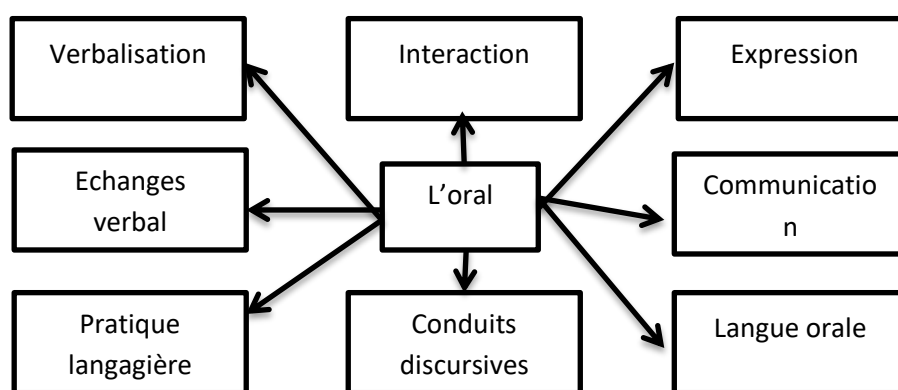 Verbalisation
Interaction
Expression
Echanges
verbal
L’oral
Communicatio
n
Pratique
langagière
Conduits
discursives
Langue orale